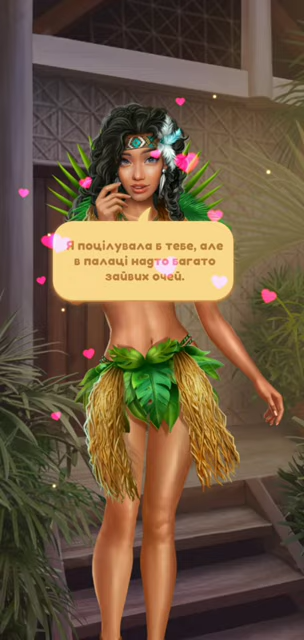 Я поцілувала б тебе, але
в палаці надто багато
зайвих очей.